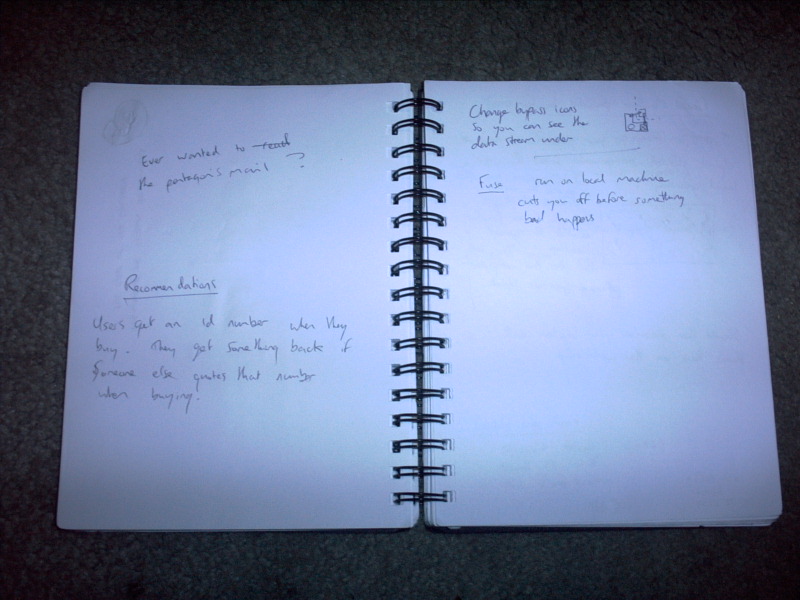 Ever wanted to read
the pentagon's mail ?
Recommendations
Users get an id number when they
buy. They get something back if
someone else quotes that number
when buying.
Change bypass icons
so you can see the
data stream under
Fuse run on local machine
cuts you off before something
bad happens